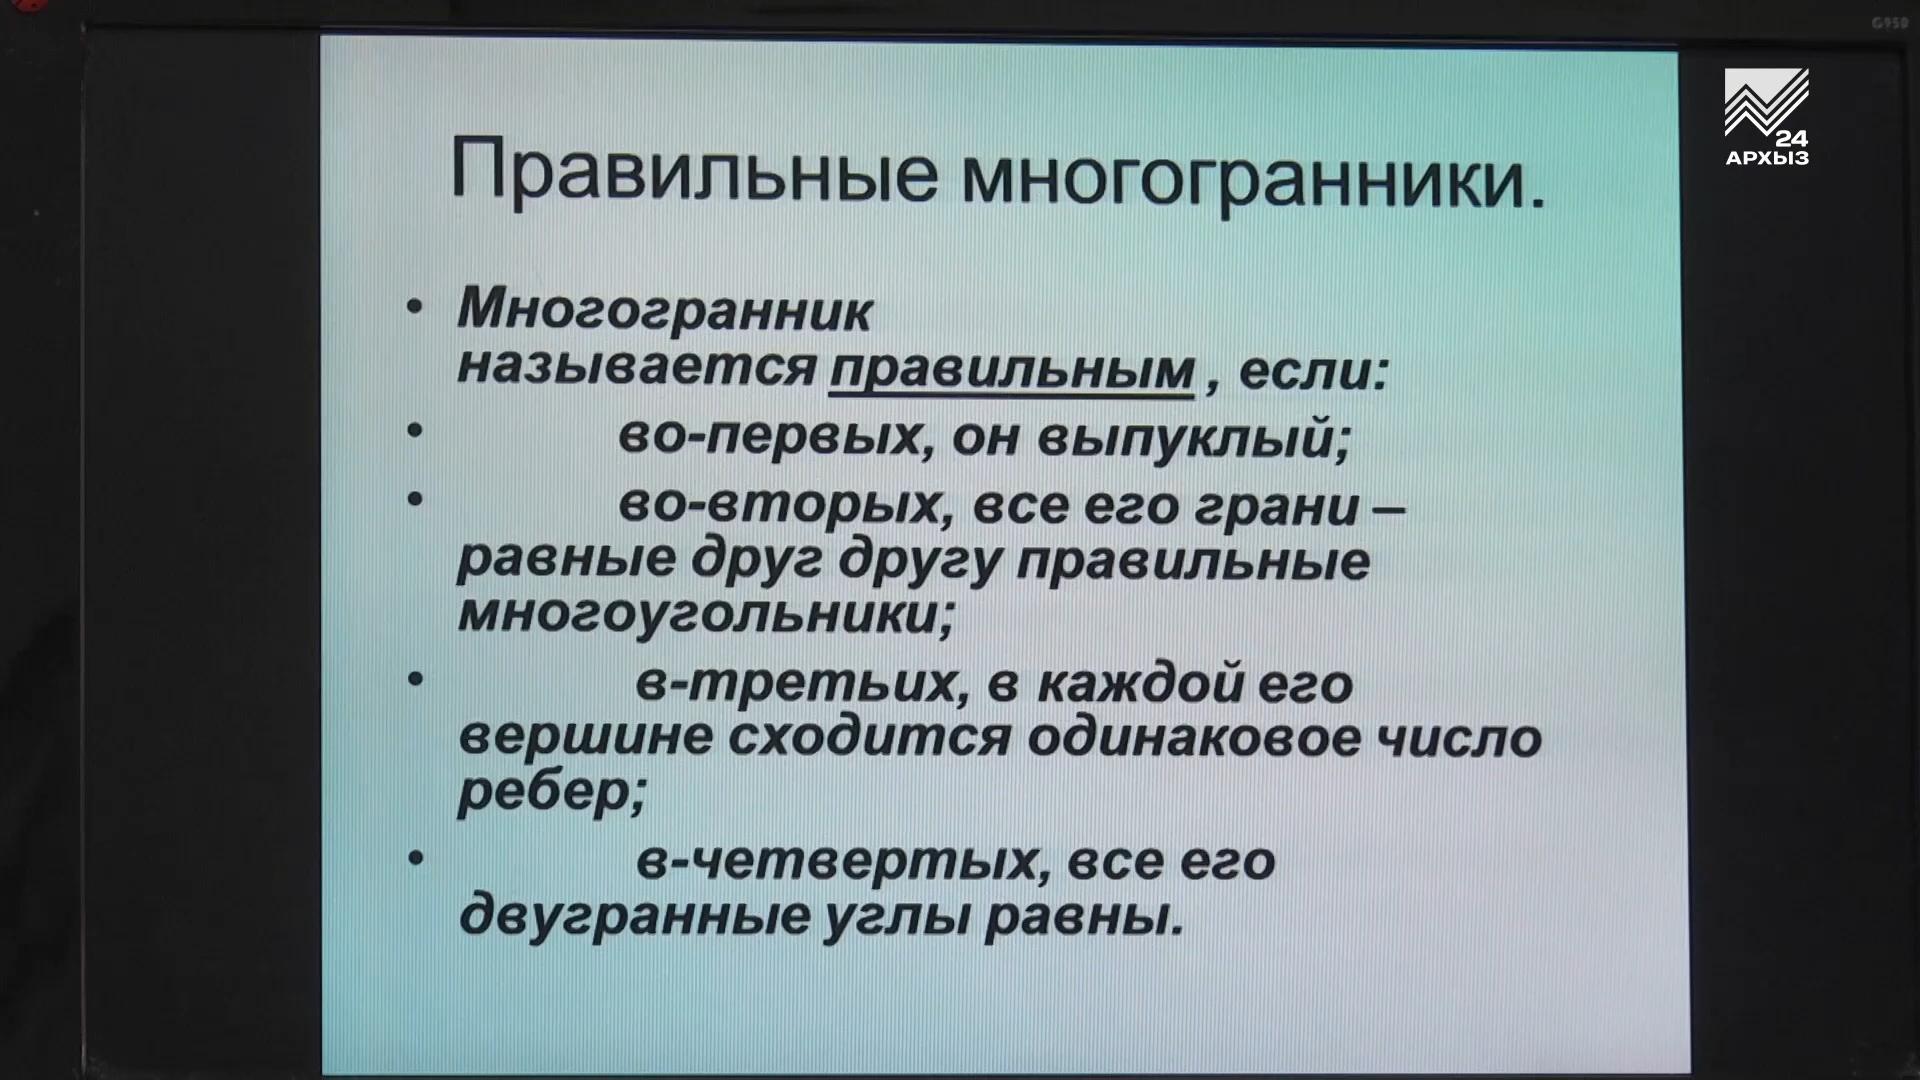 G950
24
АРХЫЗ
Правильные многогранники.
• Многогранник
называется правильным , если:
• во-первых, он выпуклый;
• во-вторых, все его грани –
равные друг другу правильные
многоугольники;
• в-третьих, в каждой его
вершине сходится одинаковое число
ребер;
• в-четвертых, все его
двугранные углы равны.